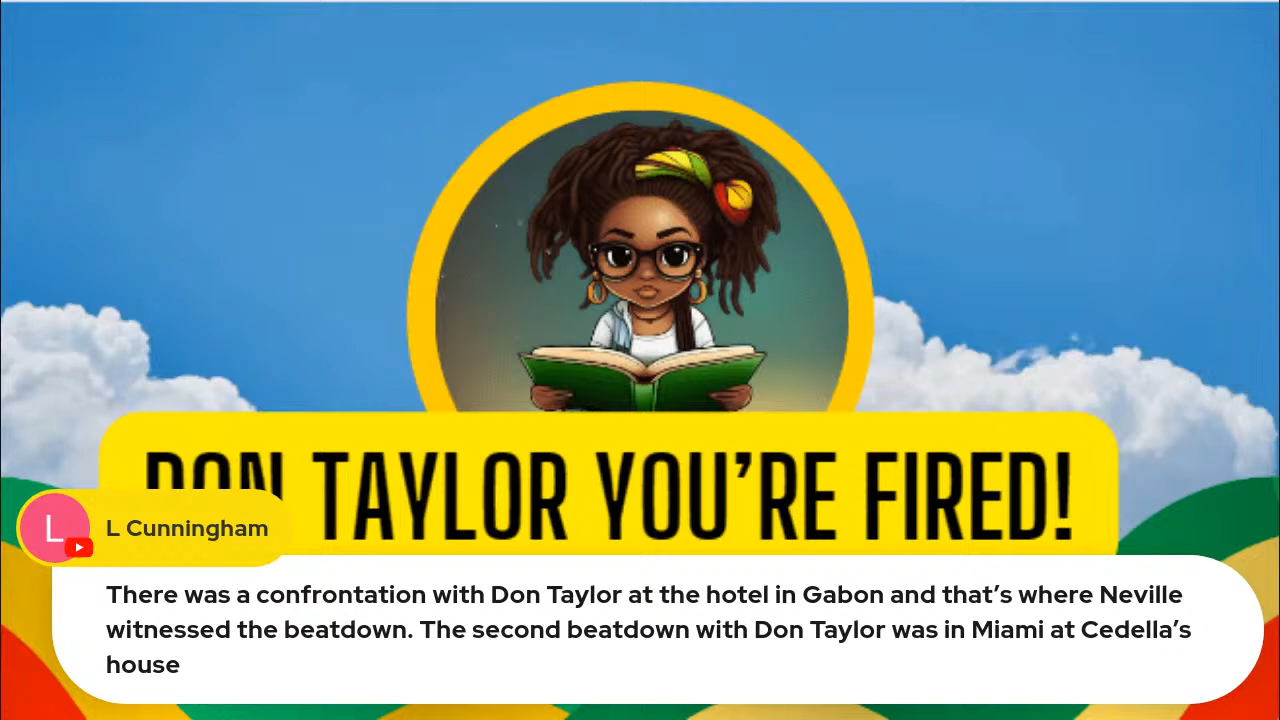 DON TAYLOR YOU’RE FIRED!
L
L Cunningham
There was a confrontation with Don Taylor at the hotel in Gabon and that’s where Neville
witnessed the beatdown. The second beatdown with Don Taylor was in Miami at Cedella’s
house